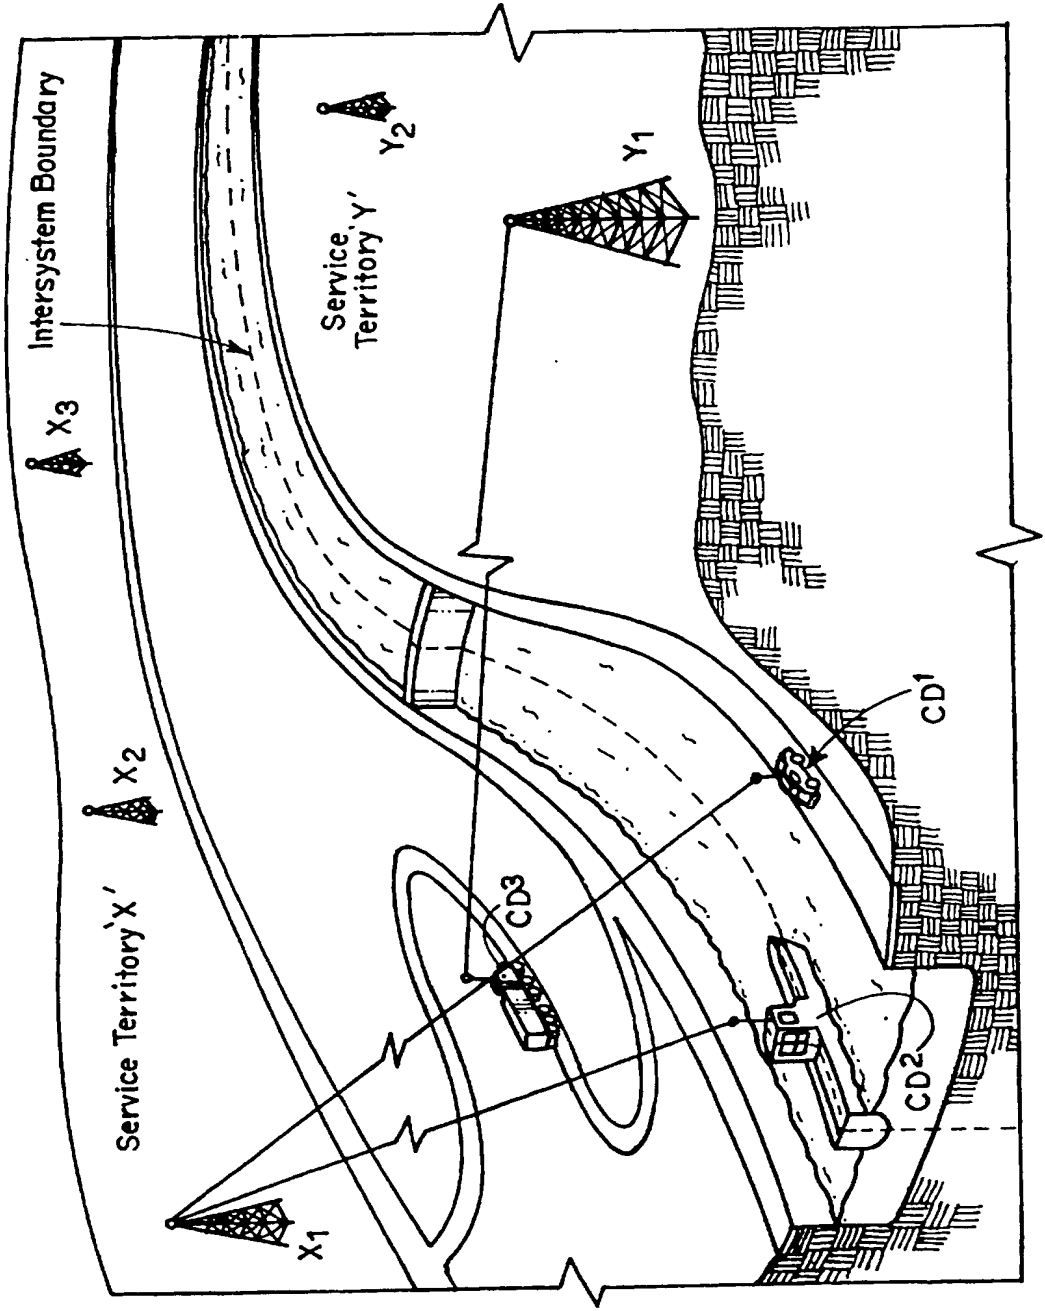 Intersystem Boundary
X3
X2
Service Territory 'X'
X1
Y2
Service
Territory 'Y'
Y1
CD3
CD1
CD2